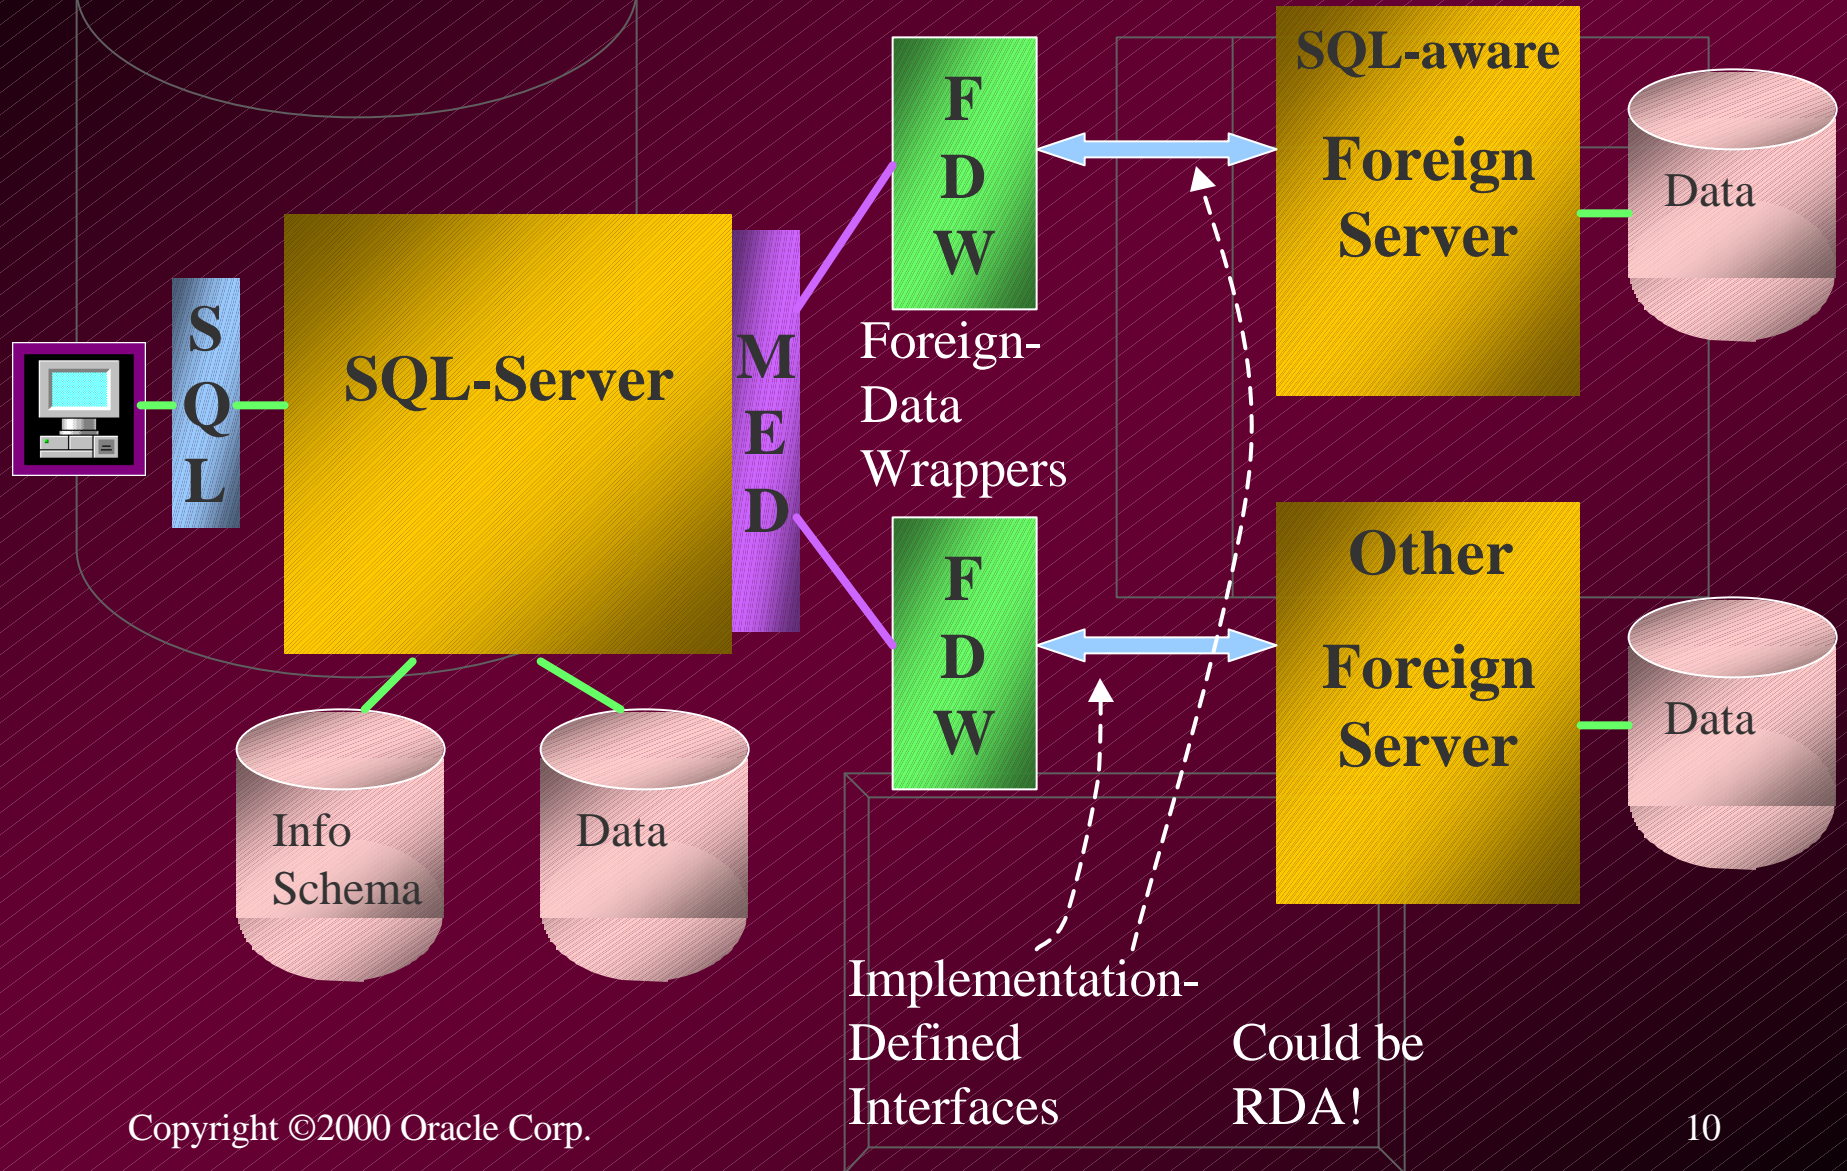 S
Q
L
SQL-Server
M
E
D
Info
Schema
Data
F
D
W
Foreign-
Data
Wrappers
F
D
W
SQL-aware
Foreign
Server
Data
Other
Foreign
Server
Data
Implementation-
Defined
Interfaces
Could be
RDA!
Copyright ©2000 Oracle Corp.
10